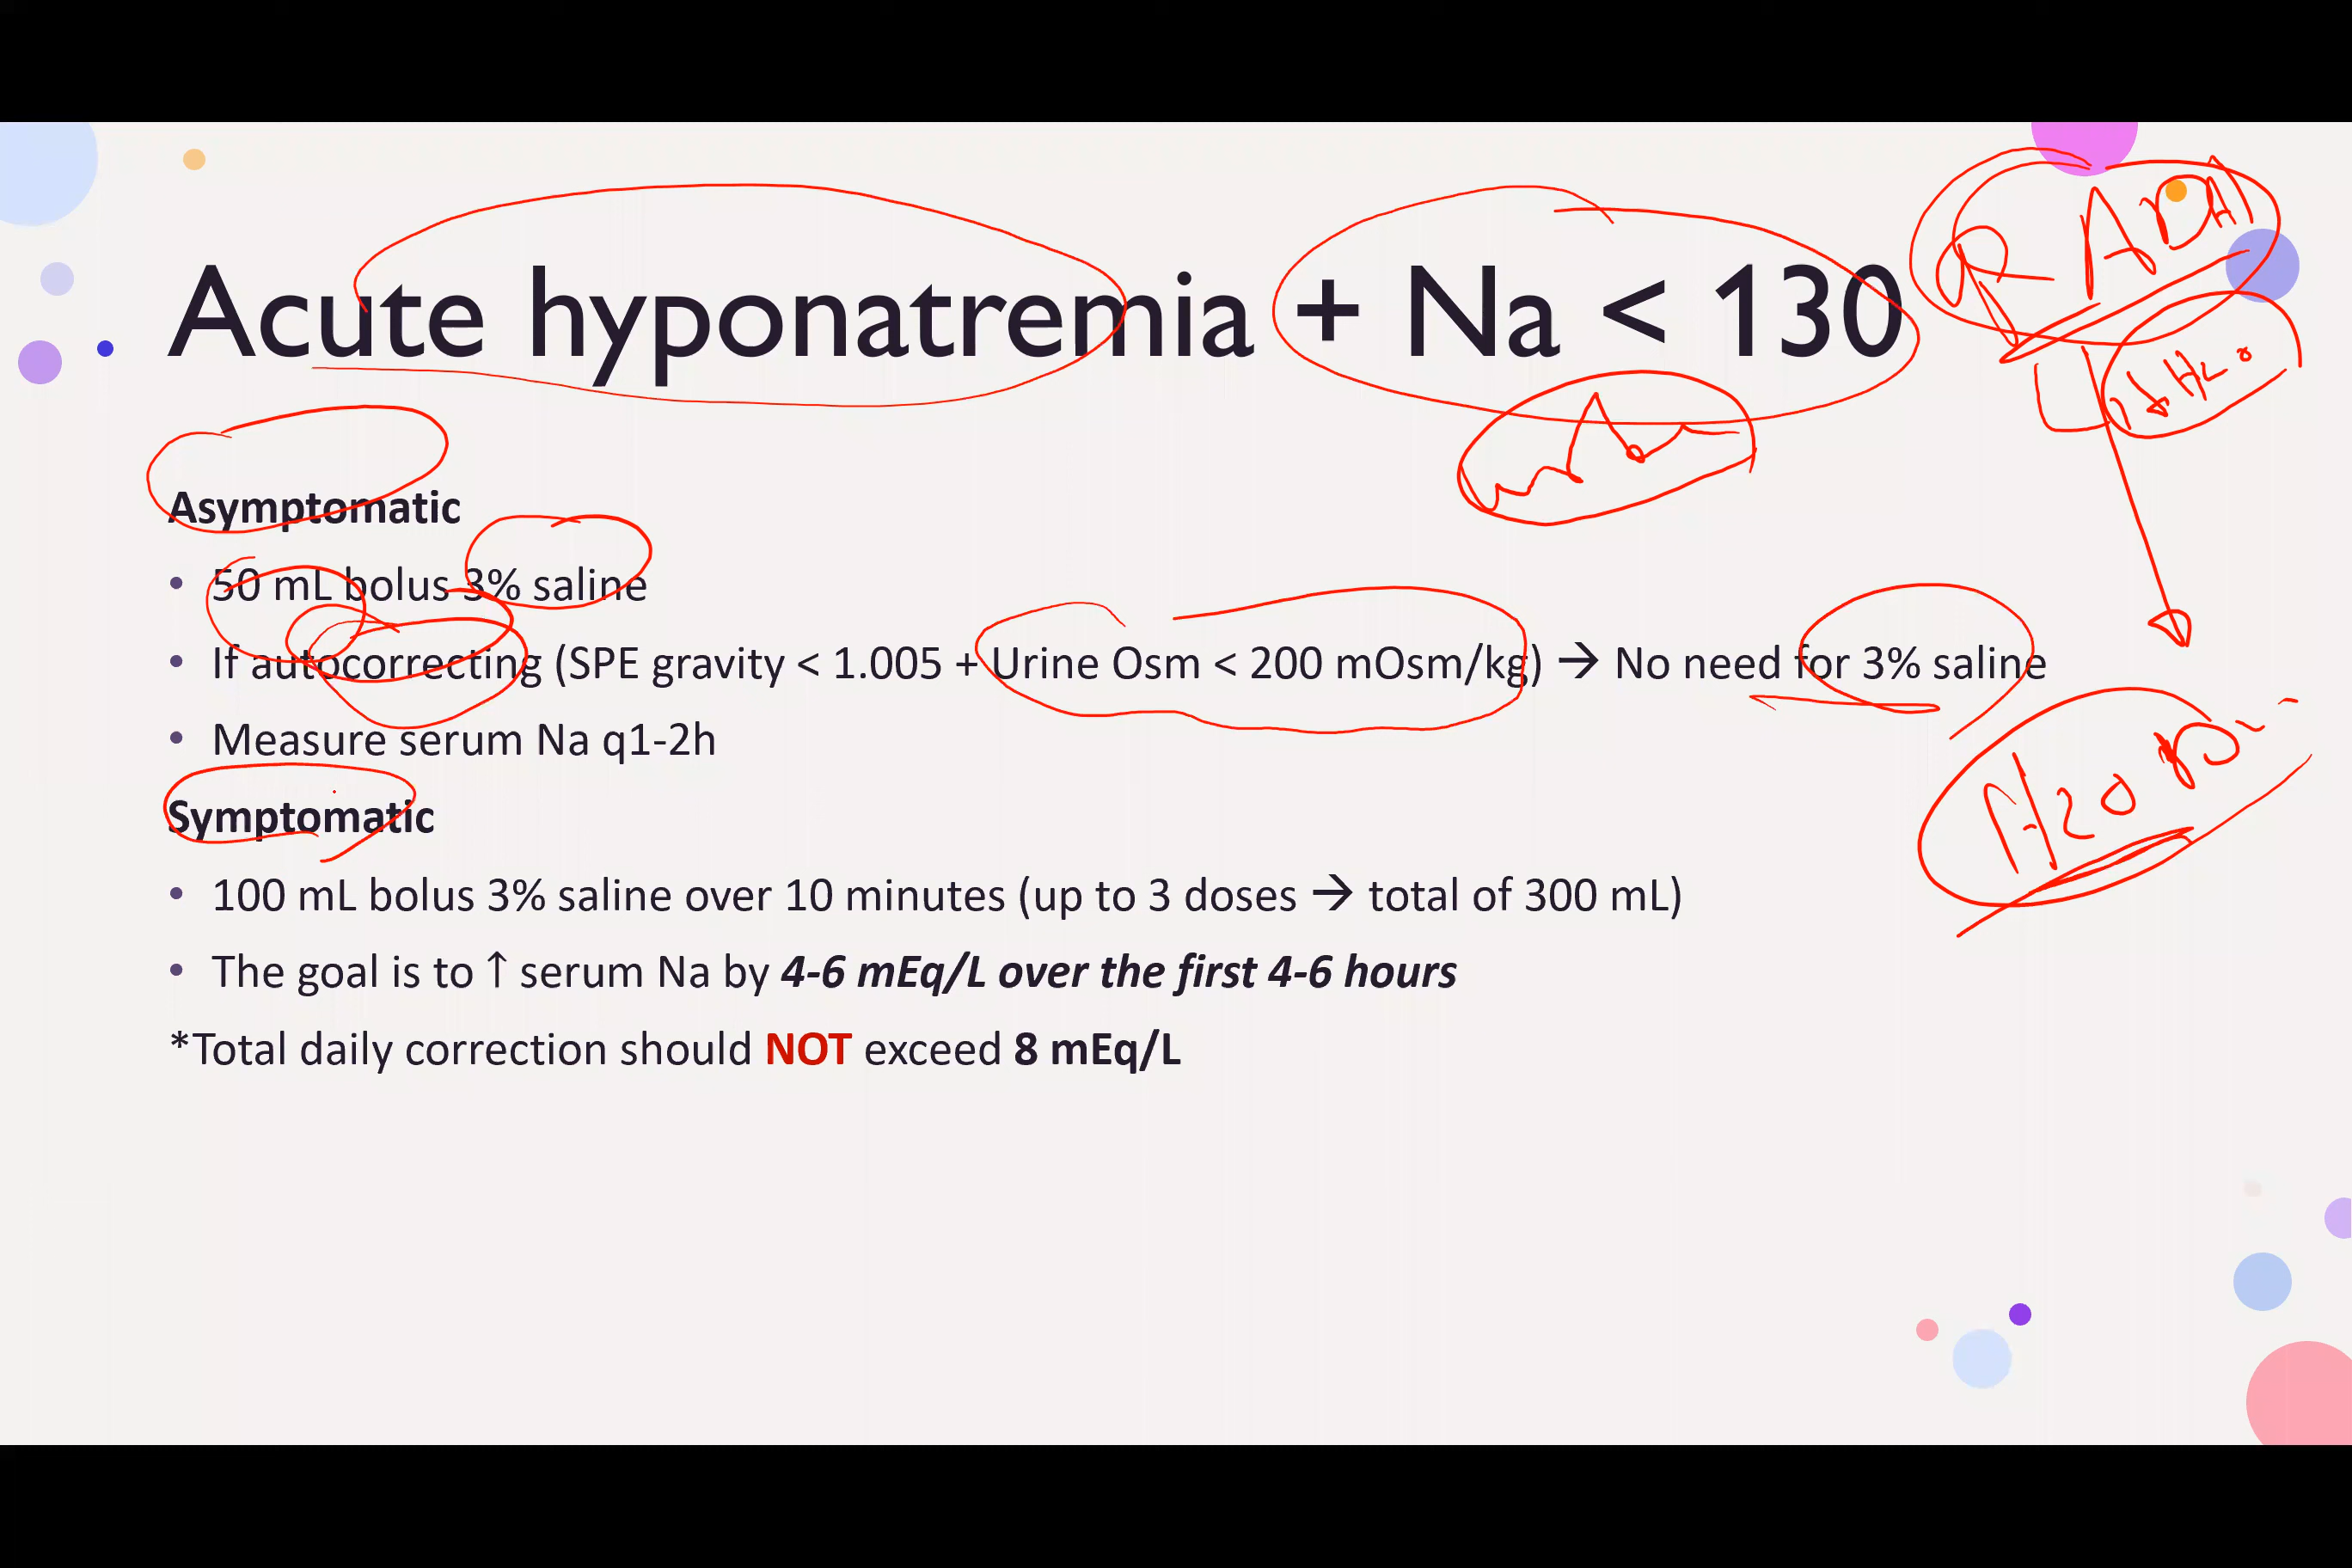 Acute hyponatremia + Na < 130
R ADH
Asymptomatic
• 50 mL bolus 3% saline
• If autocorrecting (SPE gravity < 1.005 + Urine Osm < 200 mOsm/kg) → No need for 3% saline
• Measure serum Na q1-2h
H20
Symptomatic
• 100 mL bolus 3% saline over 10 minutes (up to 3 doses → total of 300 mL)
• The goal is to ↑ serum Na by 4-6 mEq/L over the first 4-6 hours
*Total daily correction should NOT exceed 8 mEq/L